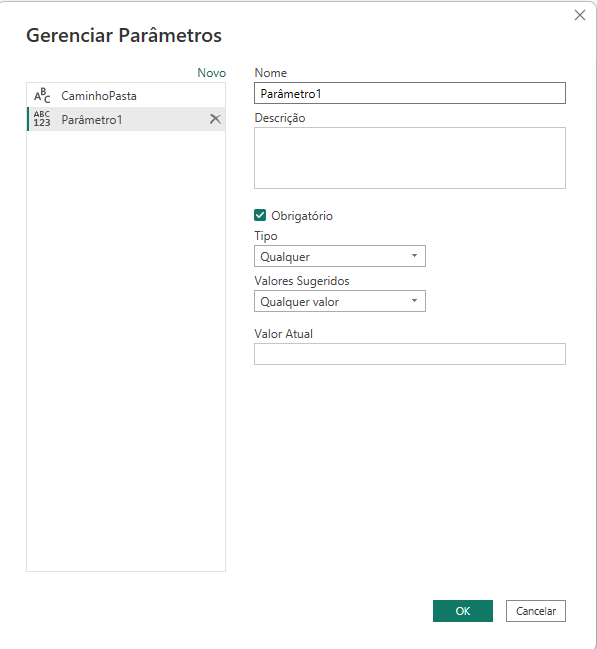 Gerenciar Parâmetros
Novo
ABC CaminhoPasta
ABC
123 Parâmetro1
Nome
Parâmetro1
Descrição
Obrigatório
Tipo
Qualquer
Valores Sugeridos
Qualquer valor
Valor Atual
OK Cancelar